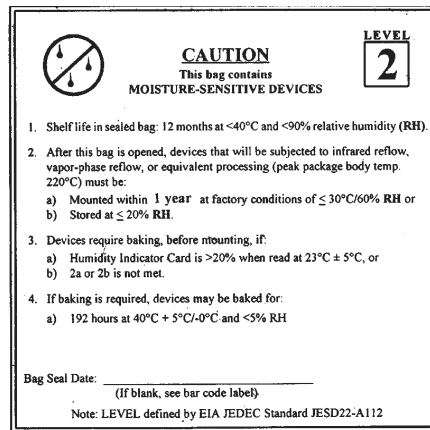 LEVEL
2
CAUTION
This bag contains
MOISTURE-SENSITIVE DEVICES
1. Shelf life in sealed bag: 12 months at <40°C and <90% relative humidity (RH).
2. After this bag is opened, devices that will be subjected to infrared reflow,
vapor-phase reflow, or equivalent processing (peak package body temp.
220°C) must be:
a) Mounted within 1 year at factory conditions of ≤ 30°C/60% RH or
b) Stored at ≤ 20% RH.
3. Devices require baking, before mounting, if:
a) Humidity Indicator Card is >20% when read at 23°C ± 5°C, or
b) 2a or 2b is not met.
4. If baking is required, devices may be baked for:
a) 192 hours at 40°C + 5°C/-0°C and <5% RH
Bag Seal Date:
(If blank, see bar code label)
Note: LEVEL defined by EIA JEDEC Standard JESD22-A112